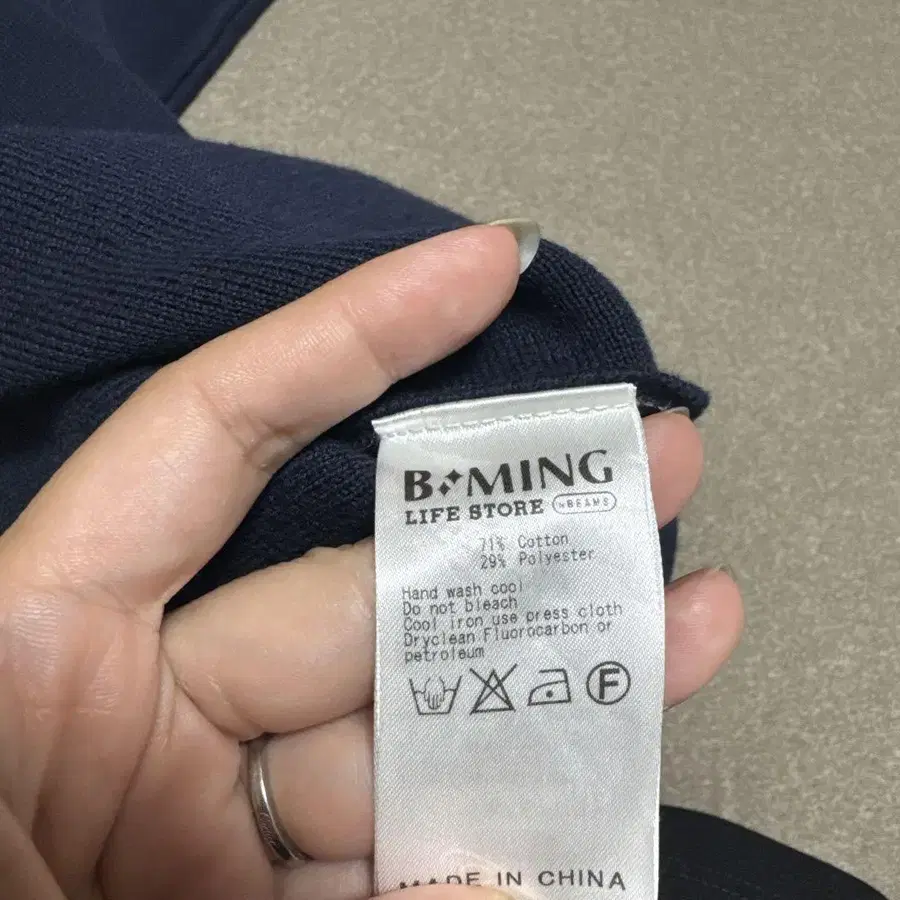 B:MING
LIFE STORE by BEAMS
71% Cotton
29% Polyester
Hand wash cool
Do not bleach
Cool iron use press cloth
Dryclean Fluorocarbon or
petroleum
F
MADE IN CHINA